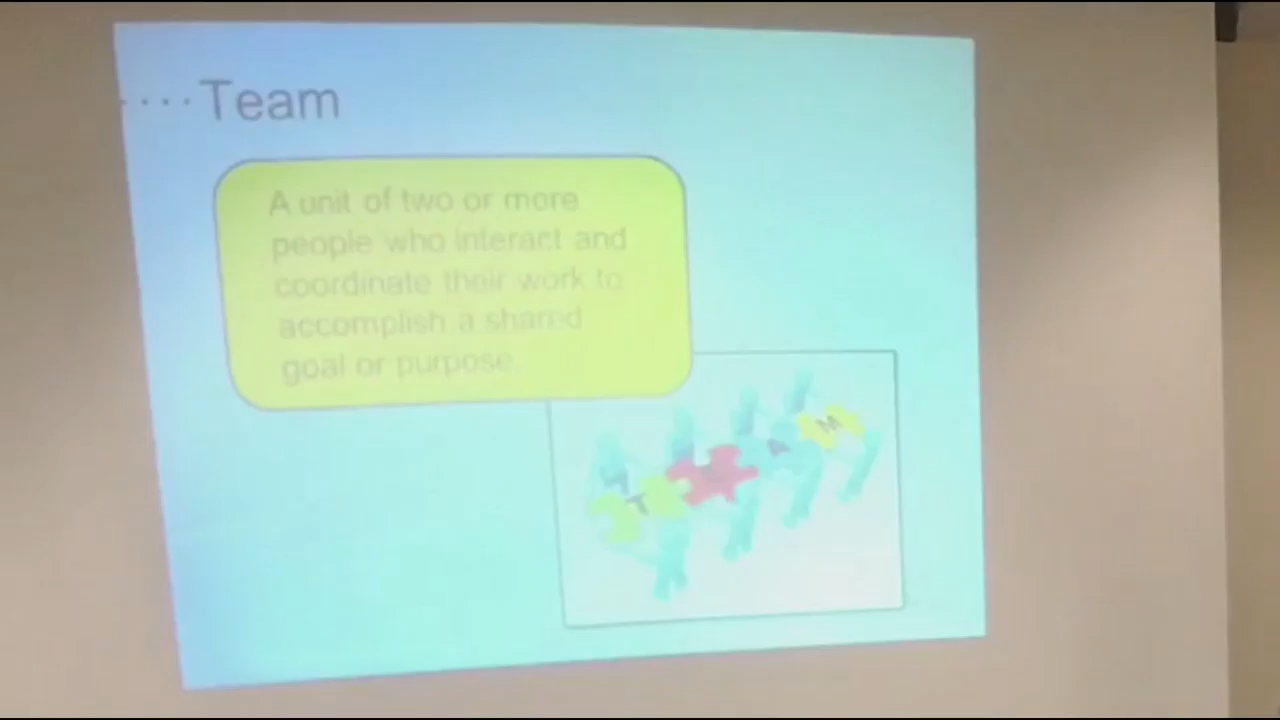 Team
A unit of two or more
people who interact and
coordinate their work to
accomplish a shared
goal or purpose.
T A M